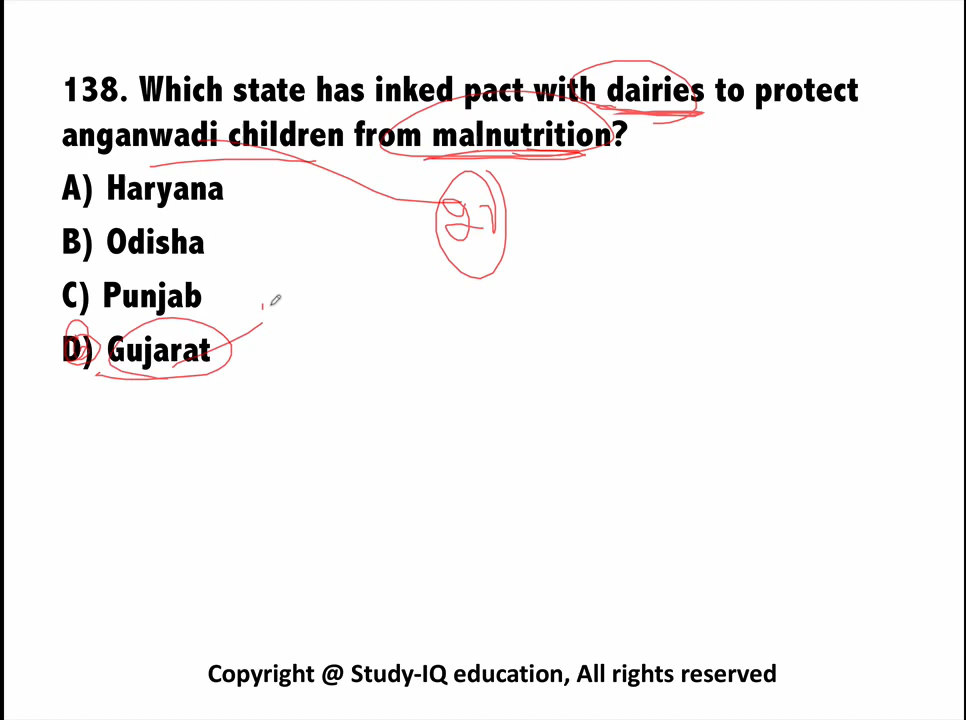 138. Which state has inked pact with dairies to protect
anganwadi children from malnutrition?
A) Haryana
B) Odisha
C) Punjab
D) Gujarat
Copyright @ Study-IQ education, All rights reserved